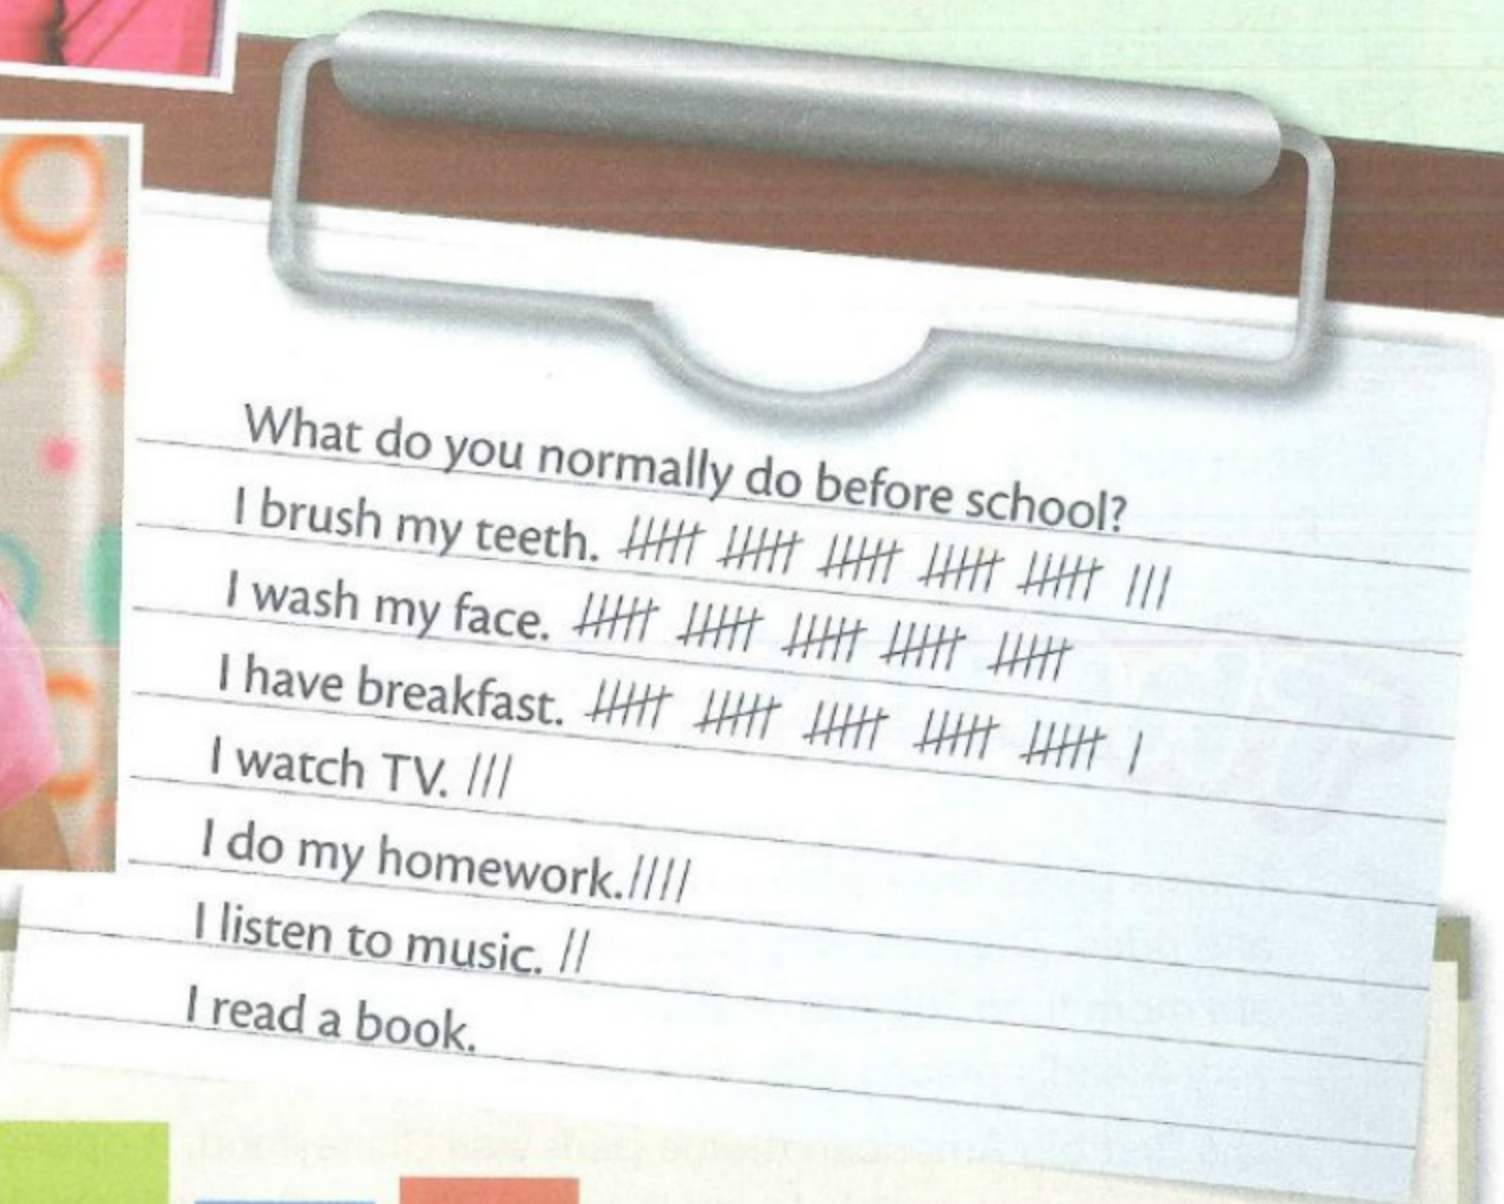 What do you normally do before school?
I brush my teeth. 卌 卌 卌 卌 卌 |||
I wash my face. 卌 卌 卌 卌 卌
I have breakfast. 卌 卌 卌 卌 卌 |
I watch TV. |||
I do my homework. ||||
I listen to music. ||
I read a book.